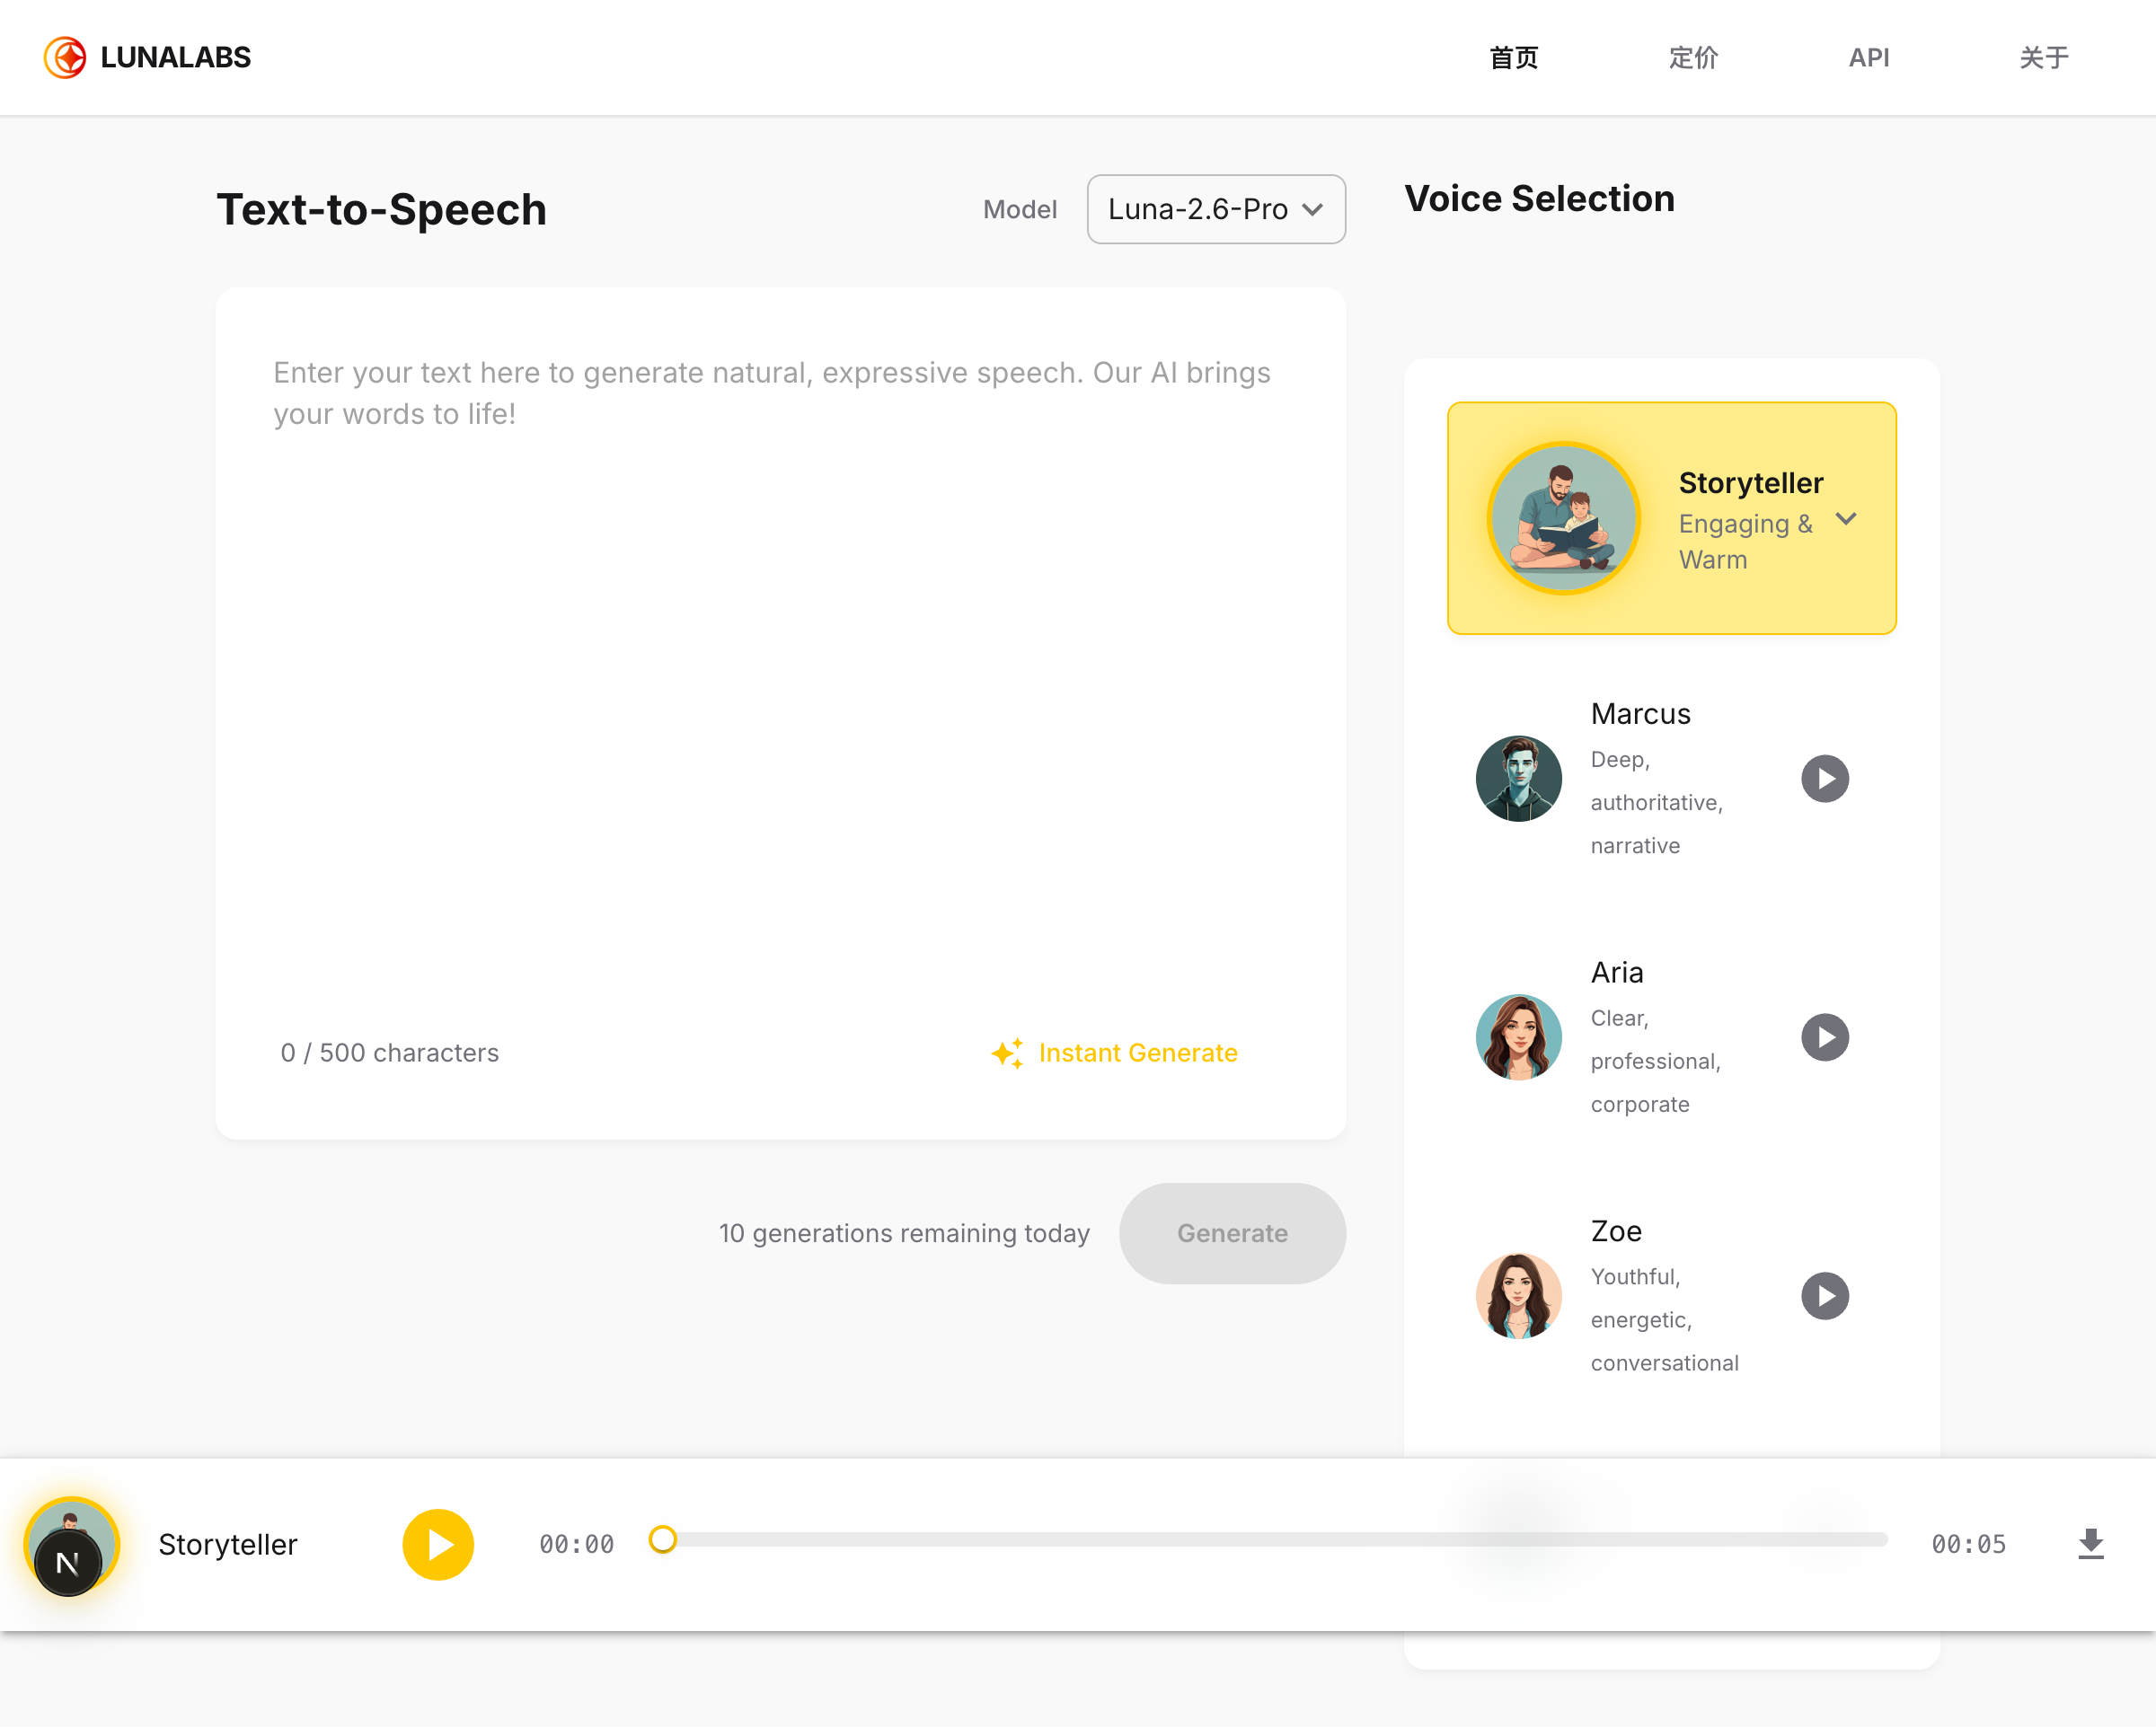 LUNALABS
首页
定价
API
关于
Text-to-Speech
Model
Luna-2.6-Pro
Voice Selection
Enter your text here to generate natural, expressive speech. Our AI brings
your words to life!
0 / 500 characters
Instant Generate
10 generations remaining today
Generate
Storyteller
Engaging &
Warm
Marcus
Deep,
authoritative,
narrative
Aria
Clear,
professional,
corporate
Zoe
Youthful,
energetic,
conversational
N
Storyteller
00:00
00:05